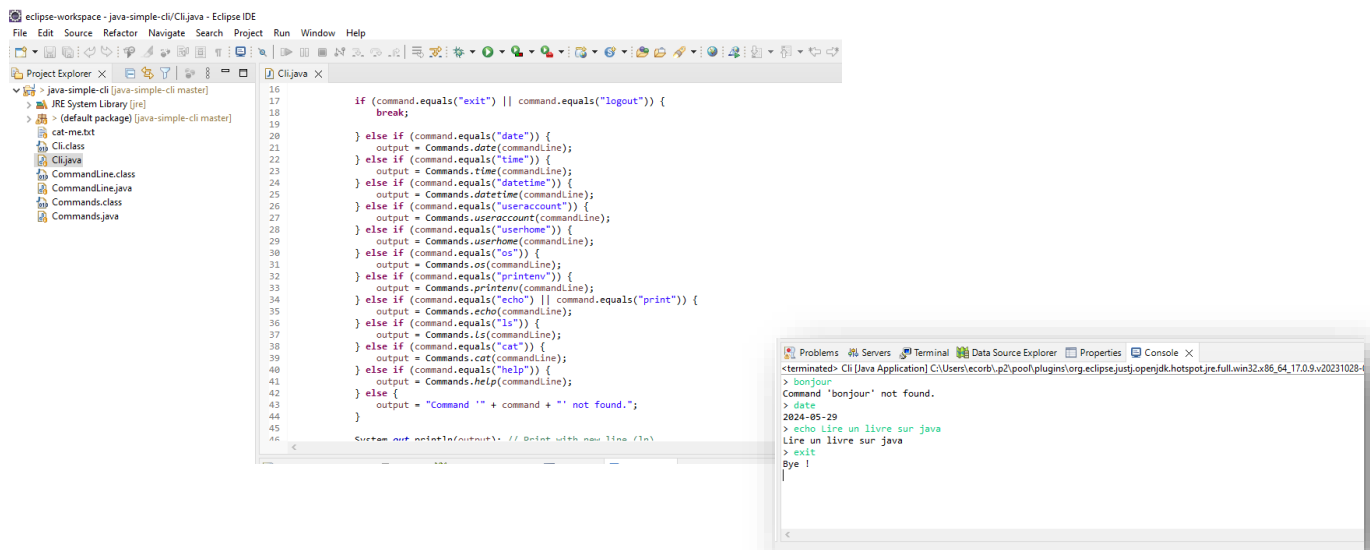 eclipse-workspace - java-simple-cli/Cli.java - Eclipse IDE
File Edit Source Refactor Navigate Search Project Run Window Help
Project Explorer
> java-simple-cli [java-simple-cli master]
JRE System Library [jre]
> (default package) [java-simple-cli master]
cat-me.txt
Cli.class
Cli.java
CommandLine.class
CommandLine.java
Commands.class
Commands.java
Cli.java
16
17 if (command.equals("exit") || command.equals("logout")) {
18 break;
19
20 } else if (command.equals("date")) {
21 output = Commands.date(commandLine);
22 } else if (command.equals("time")) {
23 output = Commands.time(commandLine);
24 } else if (command.equals("datetime")) {
25 output = Commands.datetime(commandLine);
26 } else if (command.equals("useraccount")) {
27 output = Commands.useraccount(commandLine);
28 } else if (command.equals("userhome")) {
29 output = Commands.userhome(commandLine);
30 } else if (command.equals("os")) {
31 output = Commands.os(commandLine);
32 } else if (command.equals("printenv")) {
33 output = Commands.printenv(commandLine);
34 } else if (command.equals("echo") || command.equals("print")) {
35 output = Commands.echo(commandLine);
36 } else if (command.equals("ls")) {
37 output = Commands.ls(commandLine);
38 } else if (command.equals("cat")) {
39 output = Commands.cat(commandLine);
40 } else if (command.equals("help")) {
41 output = Commands.help(commandLine);
42 } else {
43 output = "Command '" + command + "' not found.";
44 }
45
46 System.out.println(output); // Print with new line (ln)
Problems Servers Terminal Data Source Explorer Properties Console
<terminated> Cli [Java Application] C:\Users\ecorb\.p2\pool\plugins\org.eclipse.justj.openjdk.hotspot.jre.full.win32.x86_64_17.0.9.v20231028-
> bonjour
Command 'bonjour' not found.
> date
2024-05-29
> echo Lire un livre sur java
Lire un livre sur java
> exit
Bye !